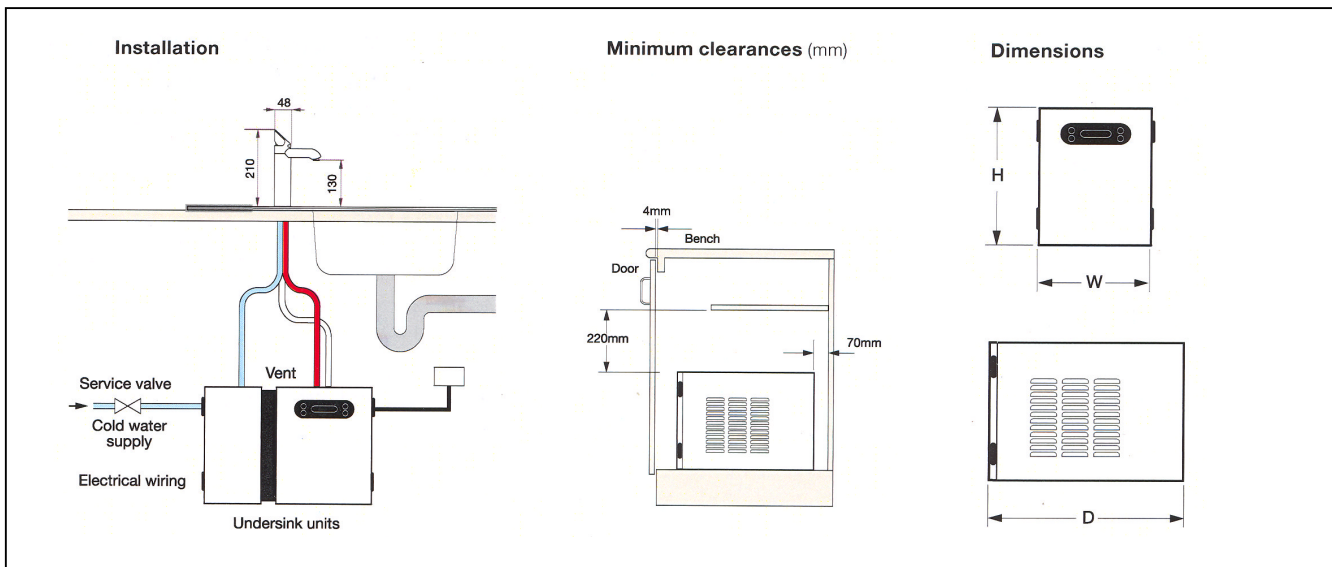 Installation
48
210
130
Vent
Service valve
Cold water
supply
Electrical wiring
Undersink units
Minimum clearances (mm)
4mm
Bench
Door
220mm
70mm
Dimensions
H
W
D